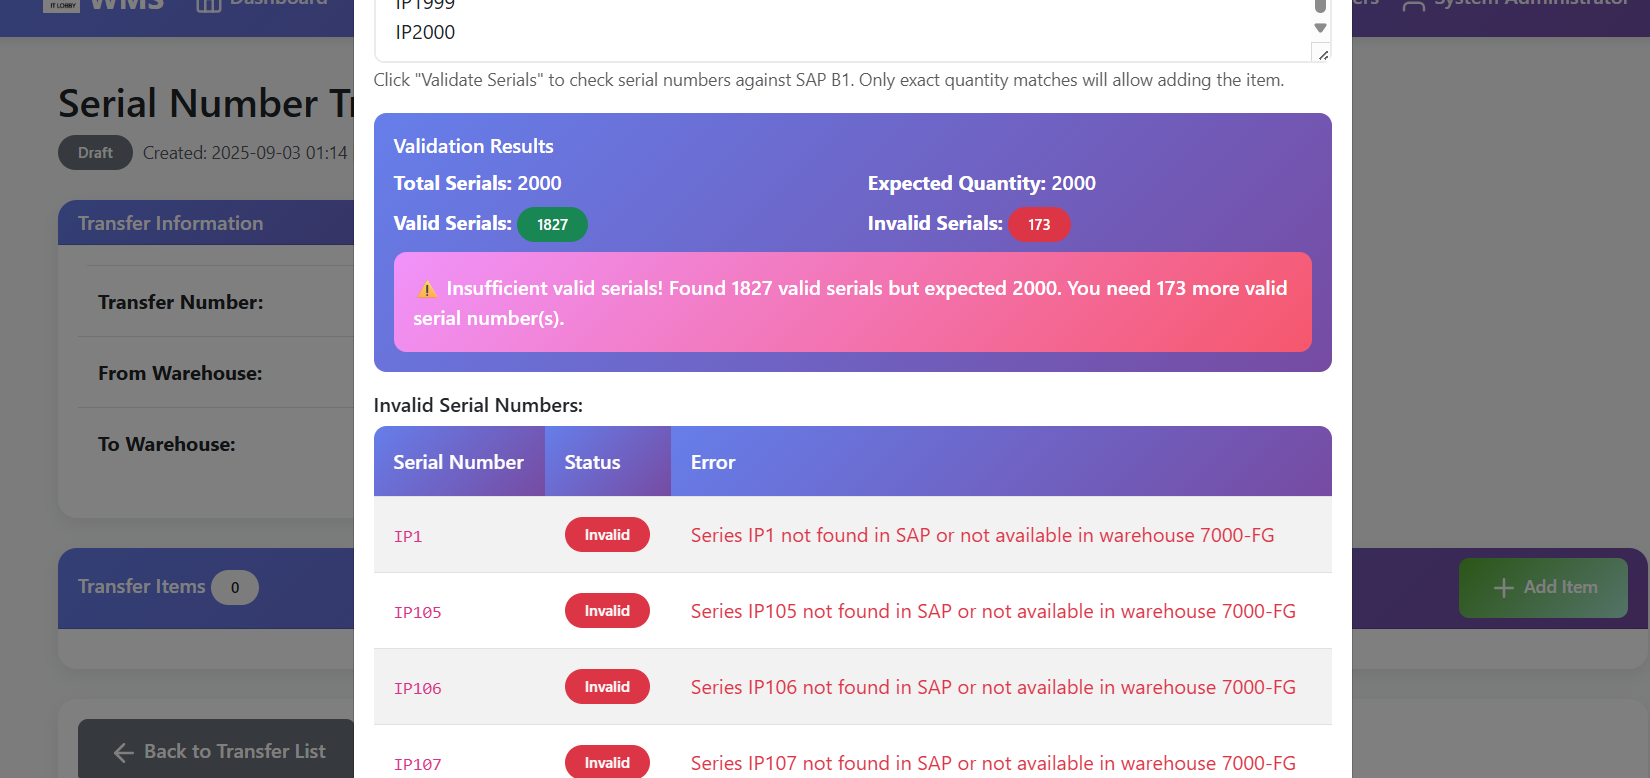 IT LOBBY
WMS
Dashboard
System Administrator
IP1999
IP2000
Click "Validate Serials" to check serial numbers against SAP B1. Only exact quantity matches will allow adding the item.
Serial Number Tr
Draft
Created: 2025-09-03 01:14
Validation Results
Total Serials: 2000
Expected Quantity: 2000
Valid Serials: 1827
Invalid Serials: 173
Insufficient valid serials! Found 1827 valid serials but expected 2000. You need 173 more valid
serial number(s).
Transfer Information
Transfer Number:
From Warehouse:
To Warehouse:
Invalid Serial Numbers:
Serial Number
Status
Error
IP1
Invalid
Series IP1 not found in SAP or not available in warehouse 7000-FG
IP105
Invalid
Series IP105 not found in SAP or not available in warehouse 7000-FG
IP106
Invalid
Series IP106 not found in SAP or not available in warehouse 7000-FG
IP107
Invalid
Series IP107 not found in SAP or not available in warehouse 7000-FG
Transfer Items 0
Add Item
Back to Transfer List